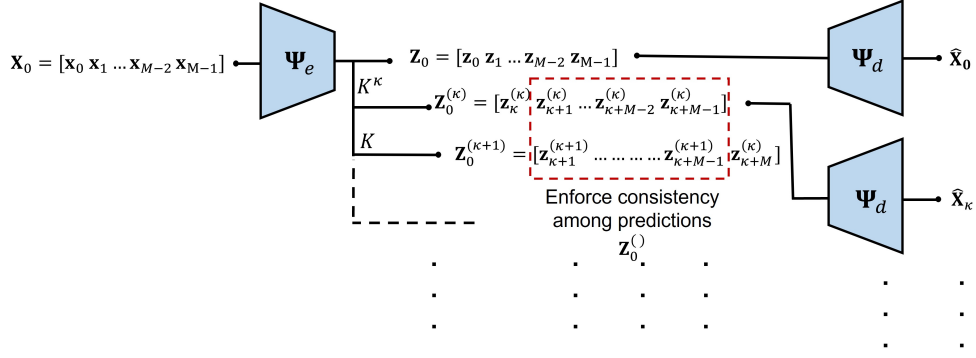 𝐗₀ = [𝐱₀ 𝐱₁ … 𝐱_{M−2} 𝐱_{M−1}]
𝚿ₑ
𝐙₀ = [𝐳₀ 𝐳₁ … 𝐳_{M−2} 𝐳_{M−1}]
𝚿_d
𝐗̂₀
K^κ
𝐙₀^{(κ)} = [𝐳_κ^{(κ)} 𝐳_{κ+1}^{(κ)} … 𝐳_{κ+M−2}^{(κ)} 𝐳_{κ+M−1}^{(κ)}]
K
𝐙₀^{(κ+1)} = [𝐳_{κ+1}^{(κ+1)} … … … … 𝐳_{κ+M−1}^{(κ+1)} 𝐳_{κ+M}^{(κ)}]
𝚿_d
𝐗̂_κ
Enforce consistency
among predictions
𝐙₀^{( )}